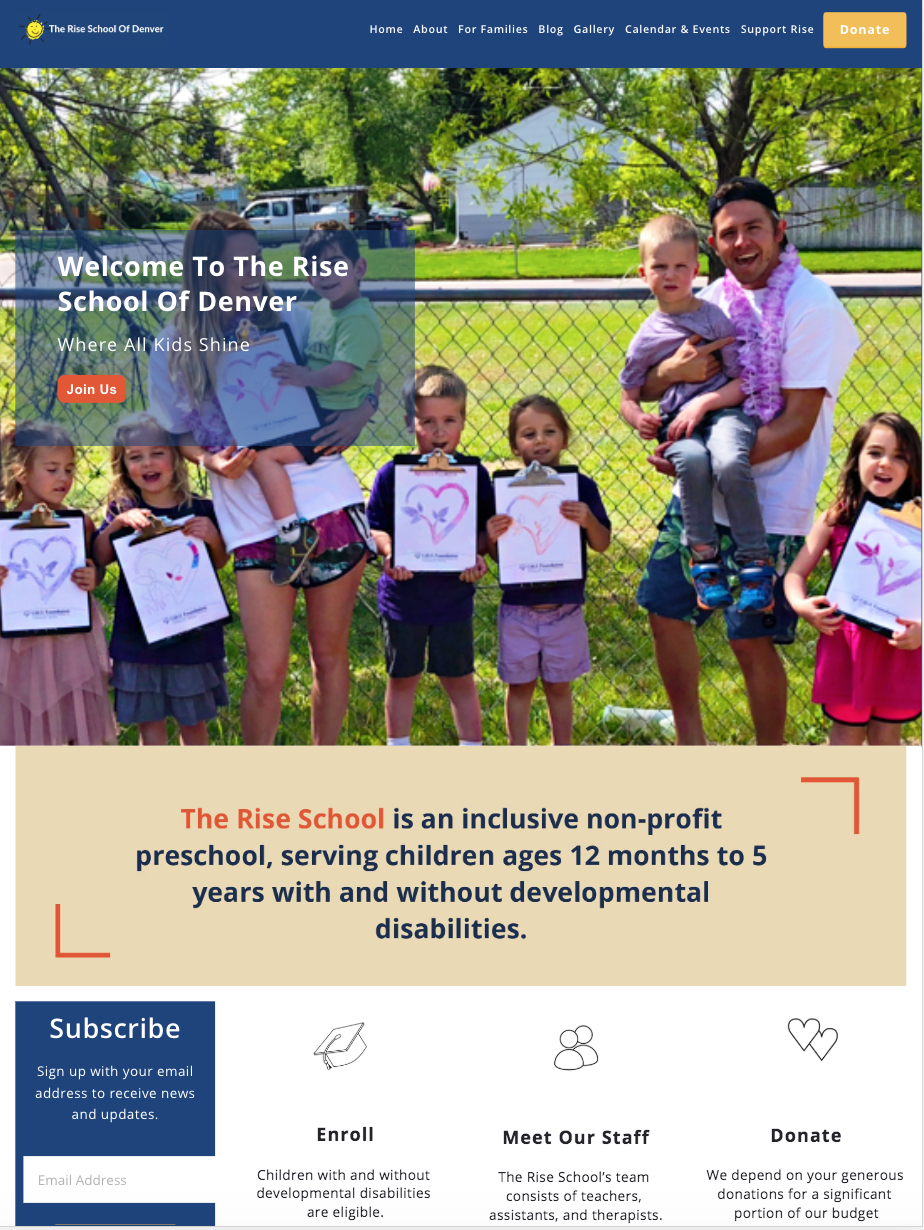 The Rise School Of Denver
Home About For Families Blog Gallery Calendar & Events Support Rise Donate
Welcome To The Rise
School Of Denver
Where All Kids Shine
Join Us
The Rise School is an inclusive non-profit
preschool, serving children ages 12 months to 5
years with and without developmental
disabilities.
Subscribe
Sign up with your email
address to receive news
and updates.
Email Address
Enroll
Children with and without
developmental disabilities
are eligible.
Meet Our Staff
The Rise School’s team
consists of teachers,
assistants, and therapists.
Donate
We depend on your generous
donations for a significant
portion of our budget